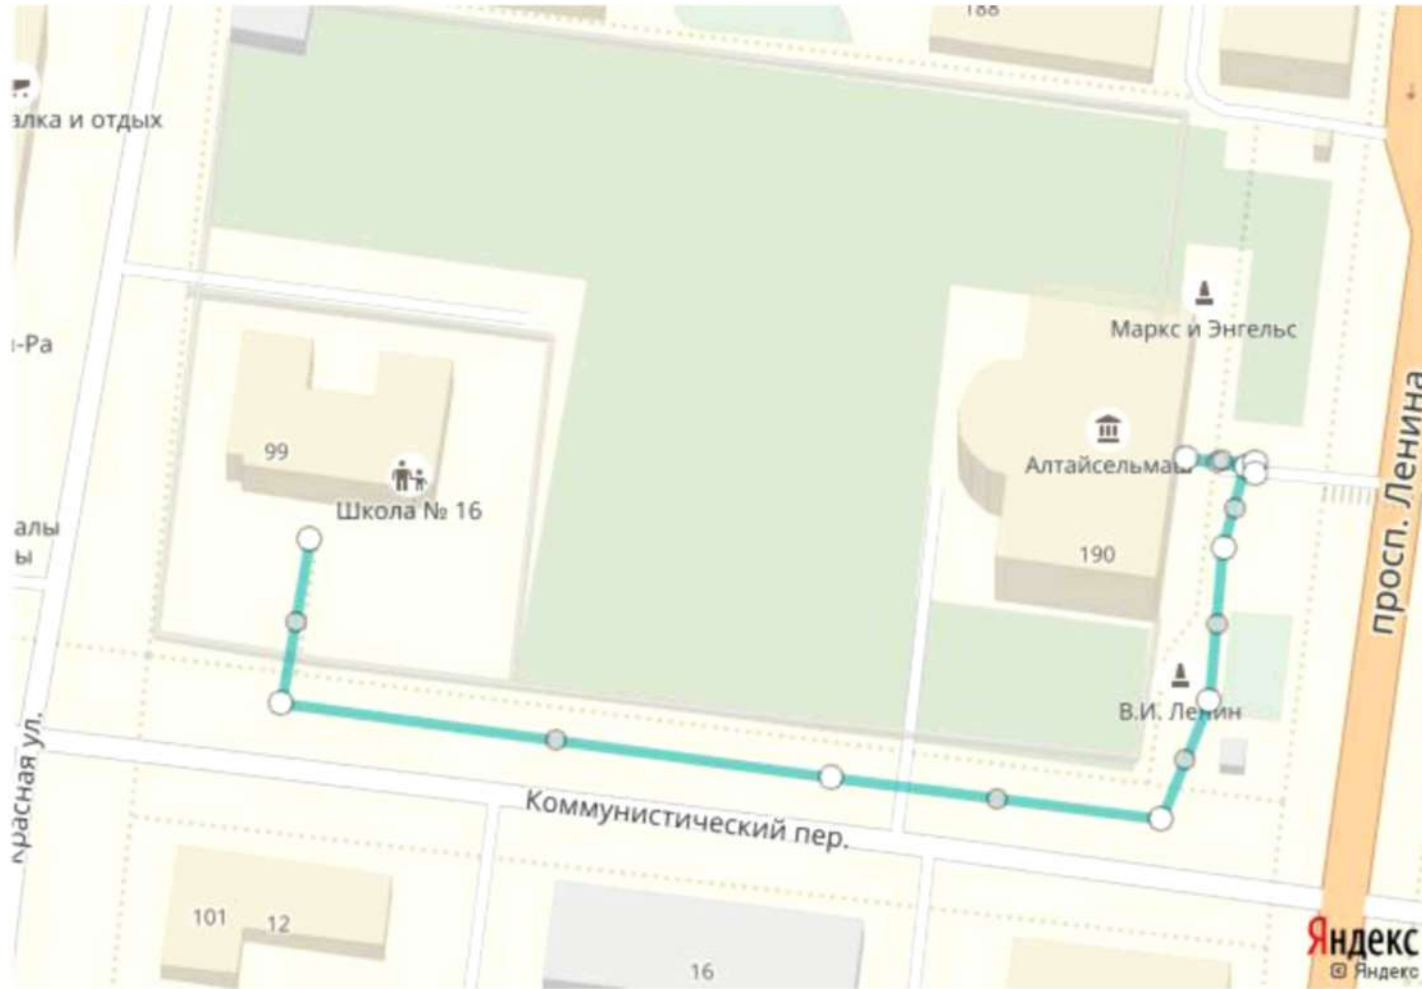 188
алка и отдых
Маркс и Энгельс
-Ра
99
Алтайсельмаш
Школа № 16
просп. Ленина
алы
ы
190
В.И. Ленин
Красная ул.
Коммунистический пер.
101
12
16
Яндекс
© Яндекс